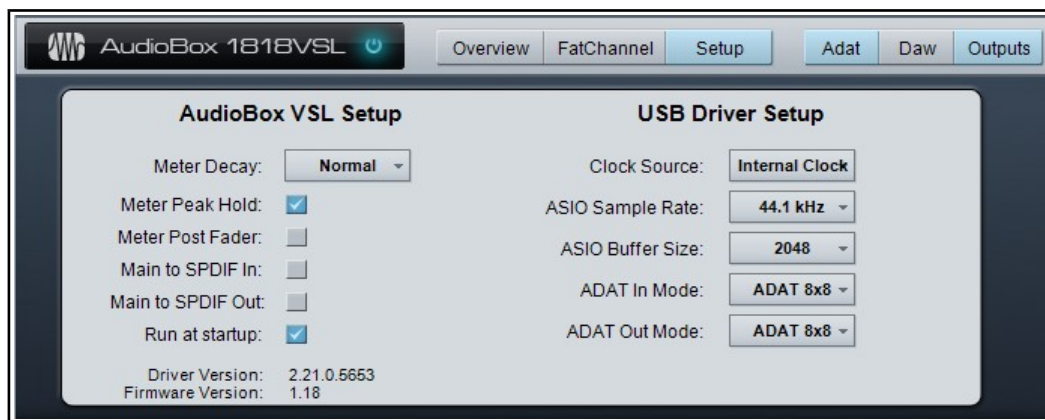 AudioBox 1818VSL
Overview FatChannel Setup Adat Daw Outputs
AudioBox VSL Setup
Meter Decay: Normal
Meter Peak Hold:
Meter Post Fader:
Main to SPDIF In:
Main to SPDIF Out:
Run at startup:
Driver Version: 2.21.0.5653
Firmware Version: 1.18
USB Driver Setup
Clock Source: Internal Clock
ASIO Sample Rate: 44.1 kHz
ASIO Buffer Size: 2048
ADAT In Mode: ADAT 8x8
ADAT Out Mode: ADAT 8x8